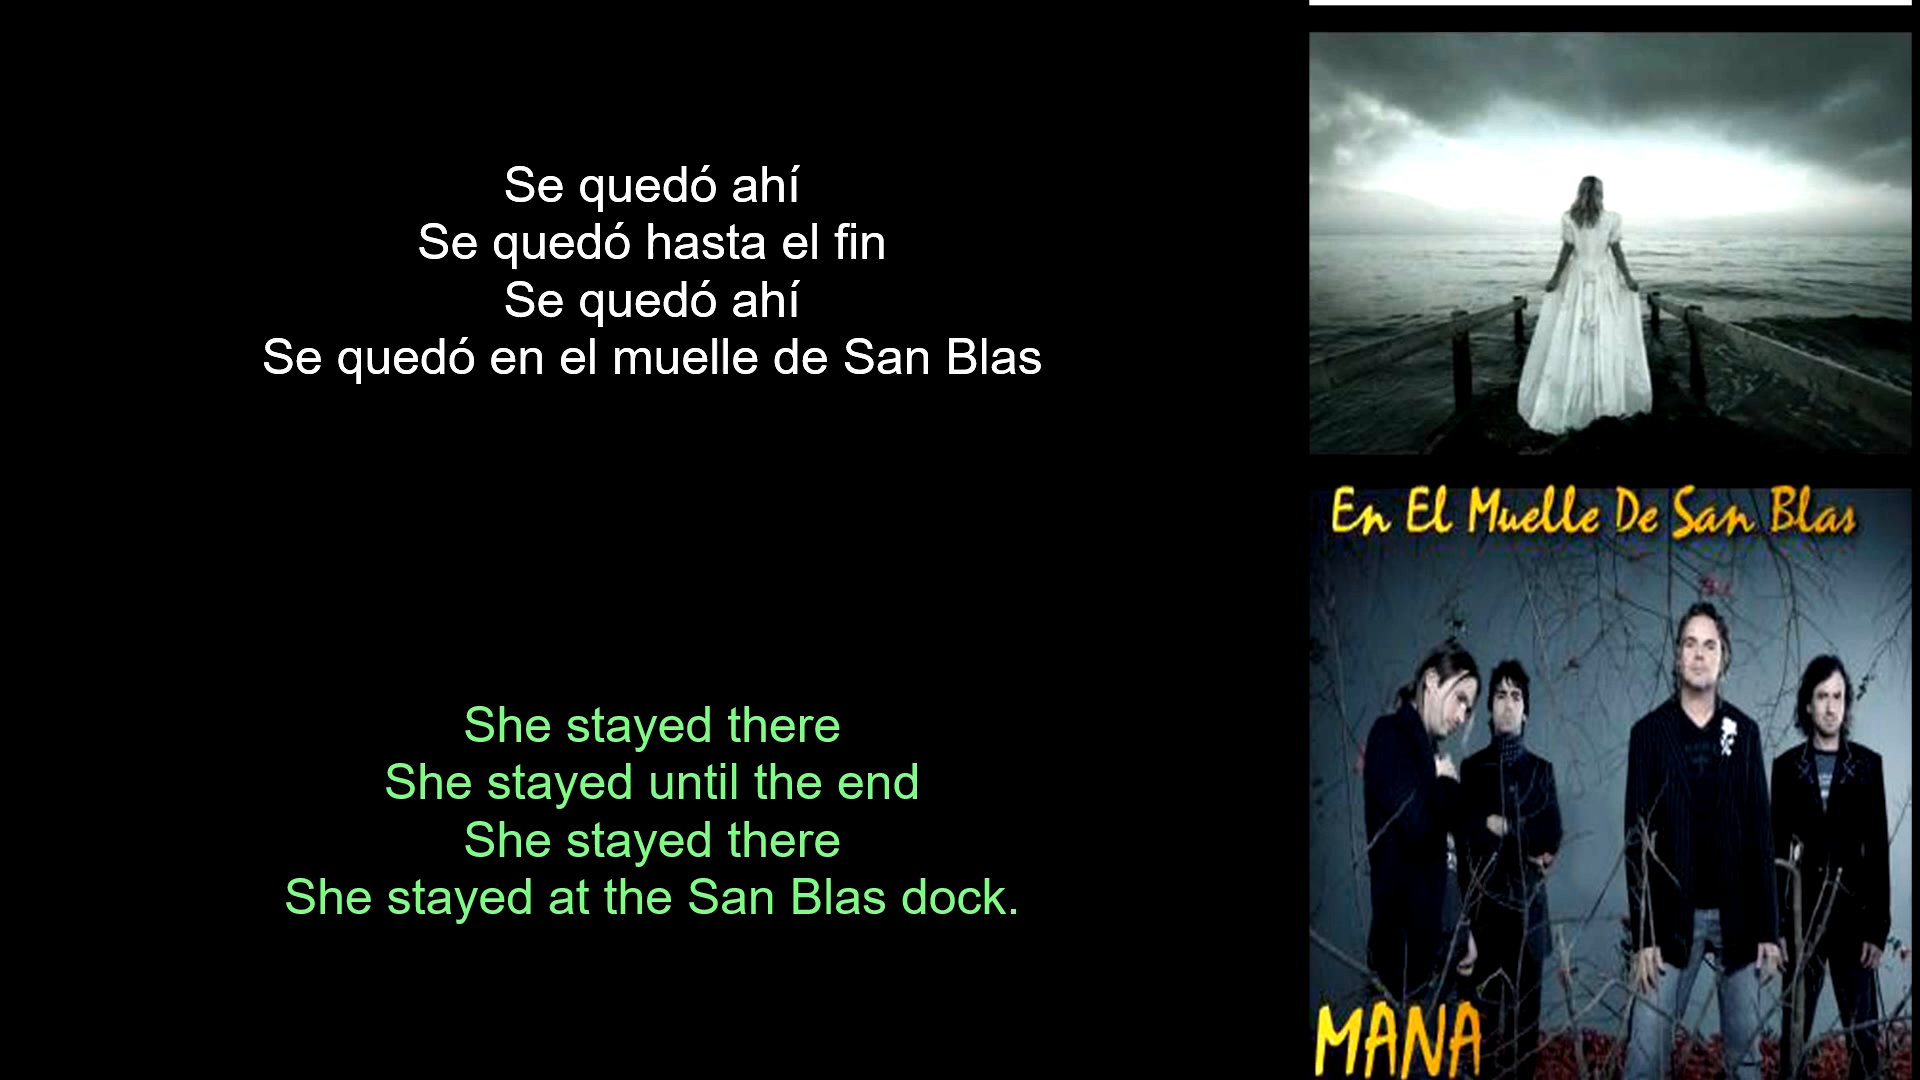 Se quedó ahí
Se quedó hasta el fin
Se quedó ahí
Se quedó en el muelle de San Blas
She stayed there
She stayed until the end
She stayed there
She stayed at the San Blas dock.
En El Muelle De San Blas
MANA